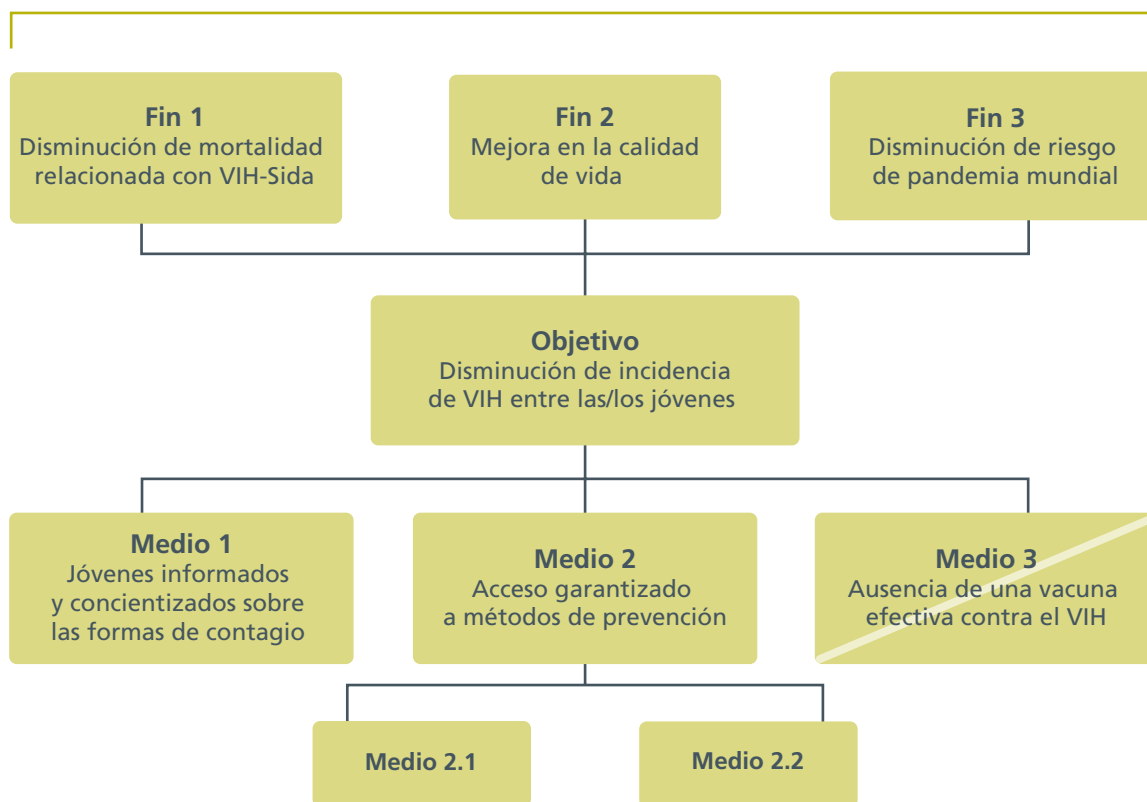 Fin 1
Disminución de mortalidad
relacionada con VIH-Sida
Fin 2
Mejora en la calidad
de vida
Fin 3
Disminución de riesgo
de pandemia mundial
Objetivo
Disminución de incidencia
de VIH entre las/los jóvenes
Medio 1
Jóvenes informados
y concientizados sobre
las formas de contagio
Medio 2
Acceso garantizado
a métodos de prevención
Medio 3
Ausencia de una vacuna
efectiva contra el VIH
Medio 2.1
Medio 2.2